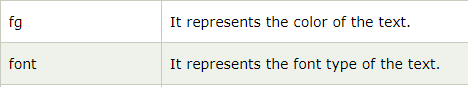 fg It represents the color of the text.
font It represents the font type of the text.